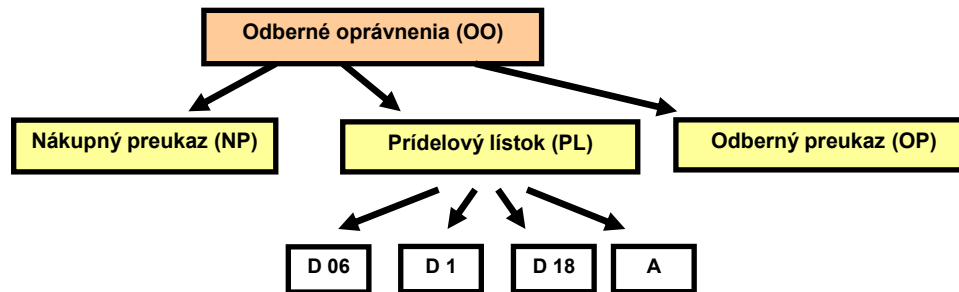 Odberné oprávnenia (OO)
Nákupný preukaz (NP)
Prídelový lístok (PL)
Odberný preukaz (OP)
D 06
D 1
D 18
A